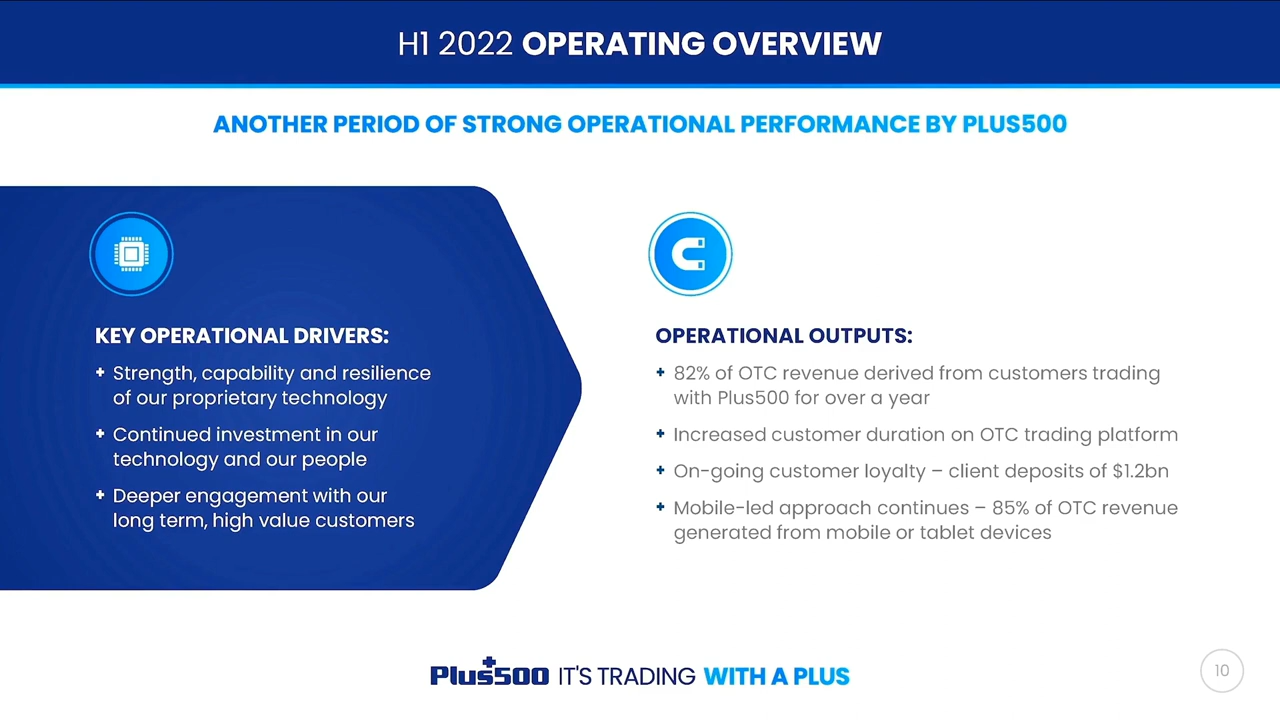 H1 2022 OPERATING OVERVIEW
ANOTHER PERIOD OF STRONG OPERATIONAL PERFORMANCE BY PLUS500
KEY OPERATIONAL DRIVERS:
+ Strength, capability and resilience
of our proprietary technology
+ Continued investment in our
technology and our people
+ Deeper engagement with our
long term, high value customers
OPERATIONAL OUTPUTS:
+ 82% of OTC revenue derived from customers trading
with Plus500 for over a year
+ Increased customer duration on OTC trading platform
+ On-going customer loyalty – client deposits of $1.2bn
+ Mobile-led approach continues – 85% of OTC revenue
generated from mobile or tablet devices
Plus500 IT'S TRADING WITH A PLUS
10